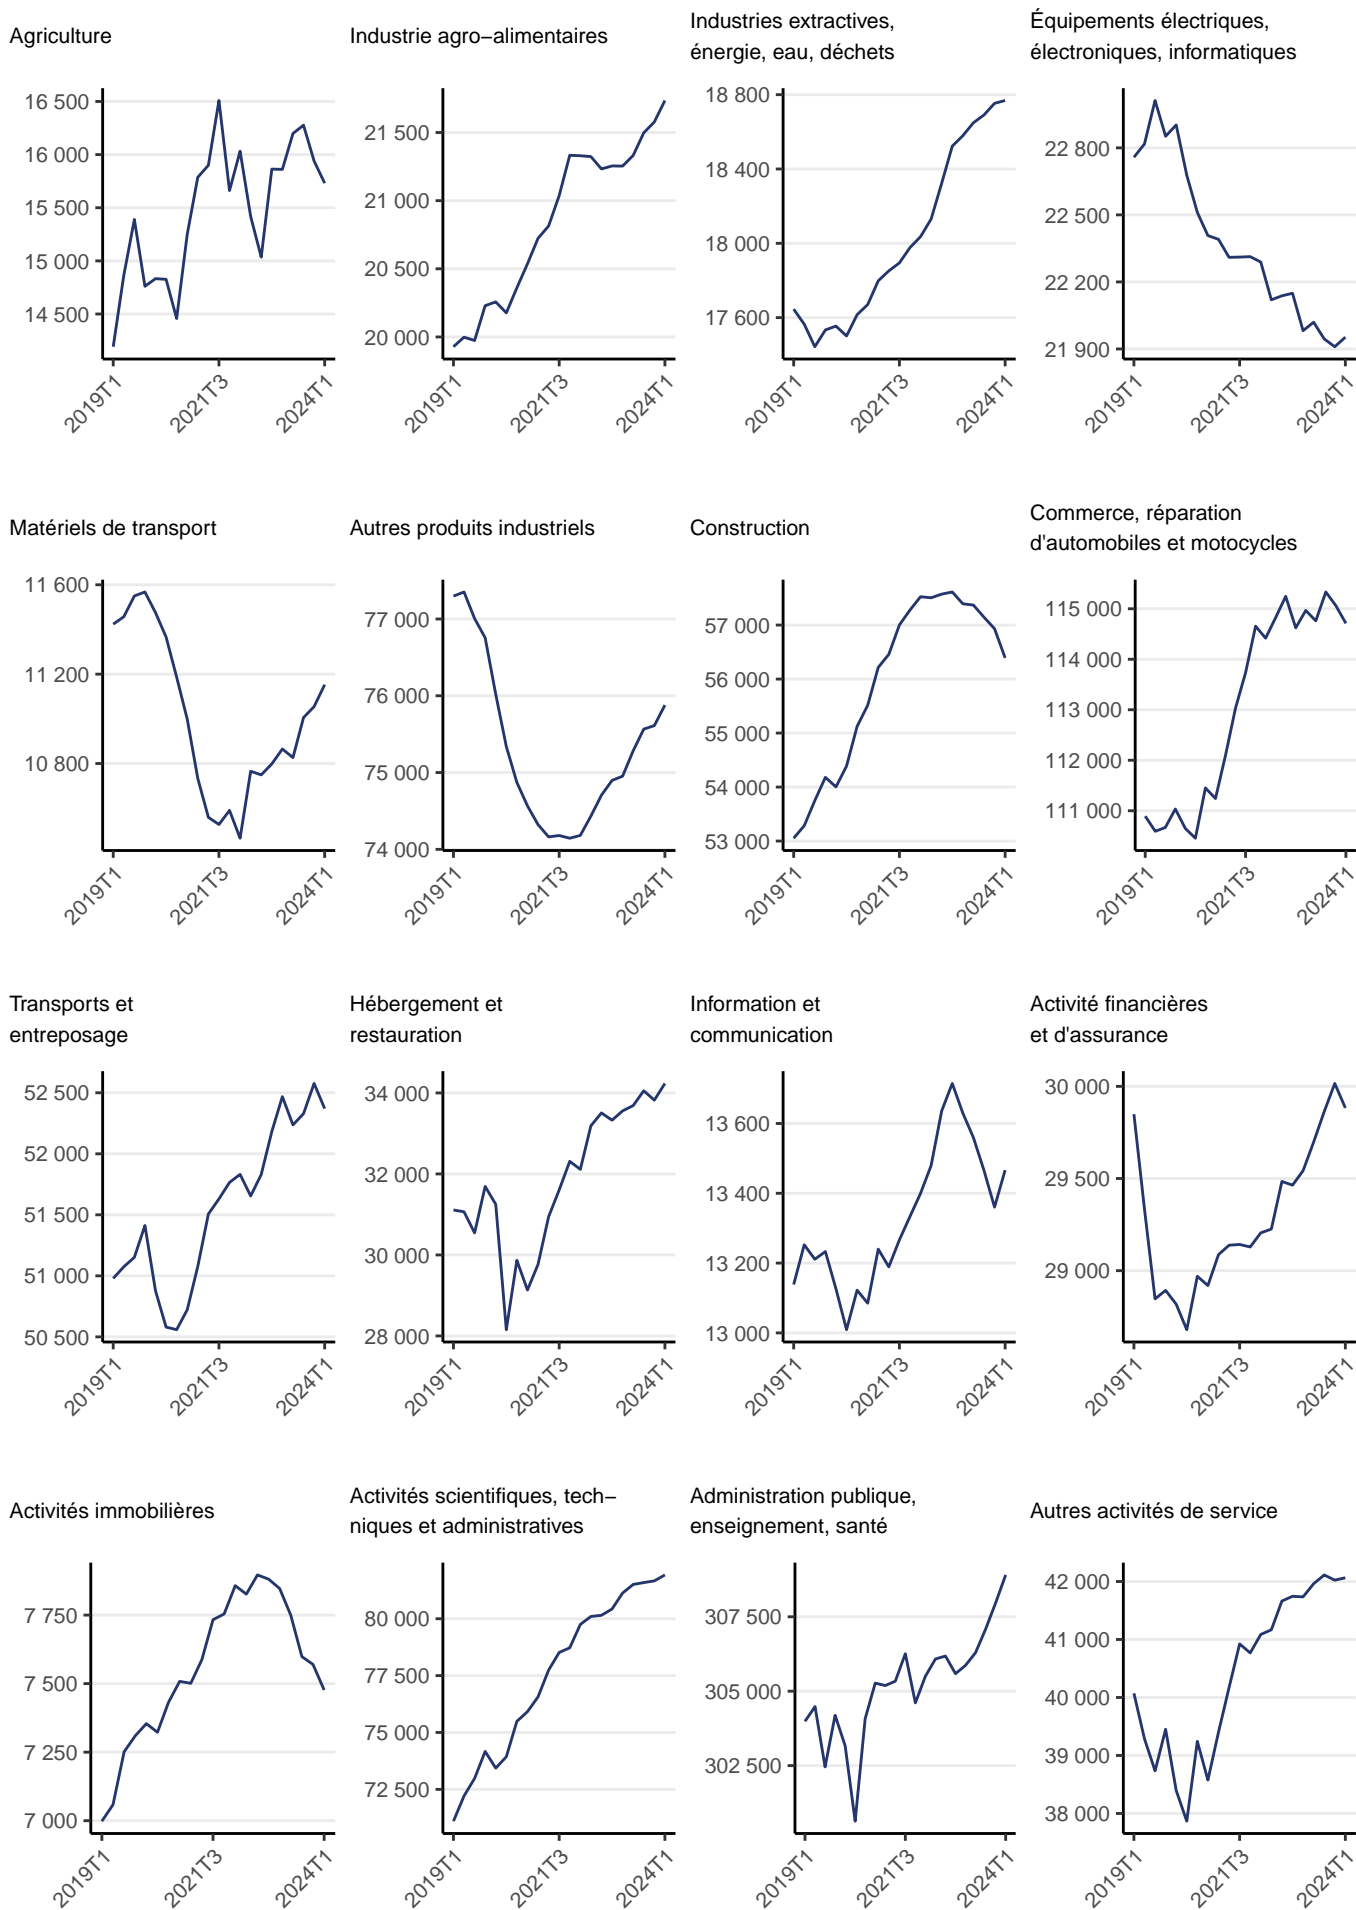 Agriculture
16 500
16 000
15 500
15 000
14 500
2019T1
2021T3
2024T1
Industrie agro−alimentaires
21 500
21 000
20 500
20 000
2019T1
2021T3
2024T1
Industries extractives,
énergie, eau, déchets
18 800
18 400
18 000
17 600
2019T1
2021T3
2024T1
Équipements électriques,
électroniques, informatiques
22 800
22 500
22 200
21 900
2019T1
2021T3
2024T1
Matériels de transport
11 600
11 200
10 800
2019T1
2021T3
2024T1
Autres produits industriels
77 000
76 000
75 000
74 000
2019T1
2021T3
2024T1
Construction
57 000
56 000
55 000
54 000
53 000
2019T1
2021T3
2024T1
Commerce, réparation
d'automobiles et motocycles
115 000
114 000
113 000
112 000
111 000
2019T1
2021T3
2024T1
Transports et
entreposage
52 500
52 000
51 500
51 000
50 500
2019T1
2021T3
2024T1
Hébergement et
restauration
34 000
32 000
30 000
28 000
2019T1
2021T3
2024T1
Information et
communication
13 600
13 400
13 200
13 000
2019T1
2021T3
2024T1
Activité financières
et d'assurance
30 000
29 500
29 000
2019T1
2021T3
2024T1
Activités immobilières
7 750
7 500
7 250
7 000
2019T1
2021T3
2024T1
Activités scientifiques, tech−
niques et administratives
80 000
77 500
75 000
72 500
2019T1
2021T3
2024T1
Administration publique,
enseignement, santé
307 500
305 000
302 500
2019T1
2021T3
2024T1
Autres activités de service
42 000
41 000
40 000
39 000
38 000
2019T1
2021T3
2024T1